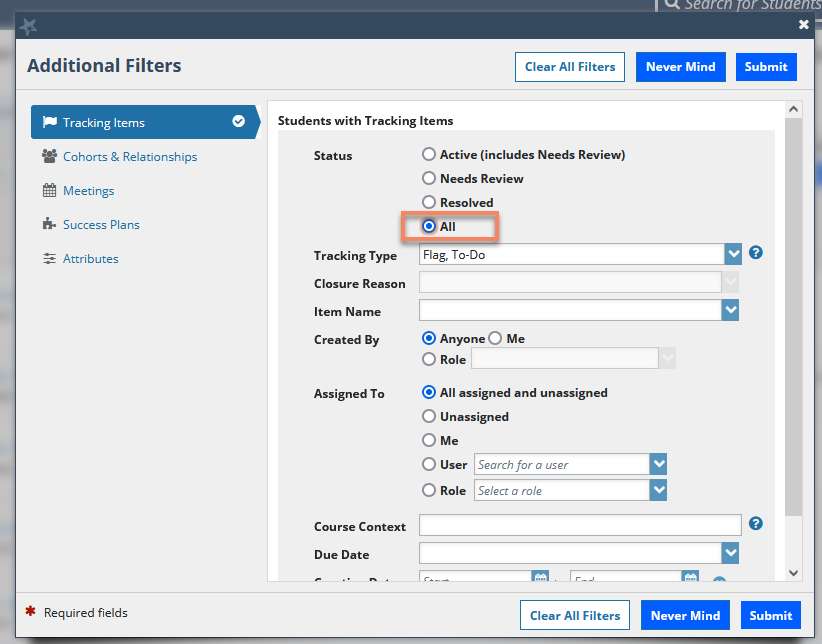 Search for Students
Additional Filters
Clear All Filters
Never Mind
Submit
Tracking Items
Cohorts & Relationships
Meetings
Success Plans
Attributes
Students with Tracking Items
Status
Active (includes Needs Review)
Needs Review
Resolved
All
Tracking Type
Flag, To-Do
Closure Reason
Item Name
Created By
Anyone
Me
Role
Assigned To
All assigned and unassigned
Unassigned
Me
User
Search for a user
Role
Select a role
Course Context
Due Date
Creation Date
Start
End
* Required fields
Clear All Filters
Never Mind
Submit